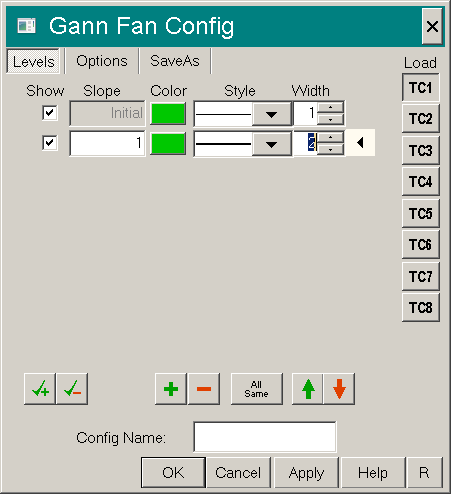 Gann Fan Config
Levels Options SaveAs
Load
Show Slope Color Style Width
Initial 1
1 2
TC1
TC2
TC3
TC4
TC5
TC6
TC7
TC8
All
Same
Config Name:
OK Cancel Apply Help R